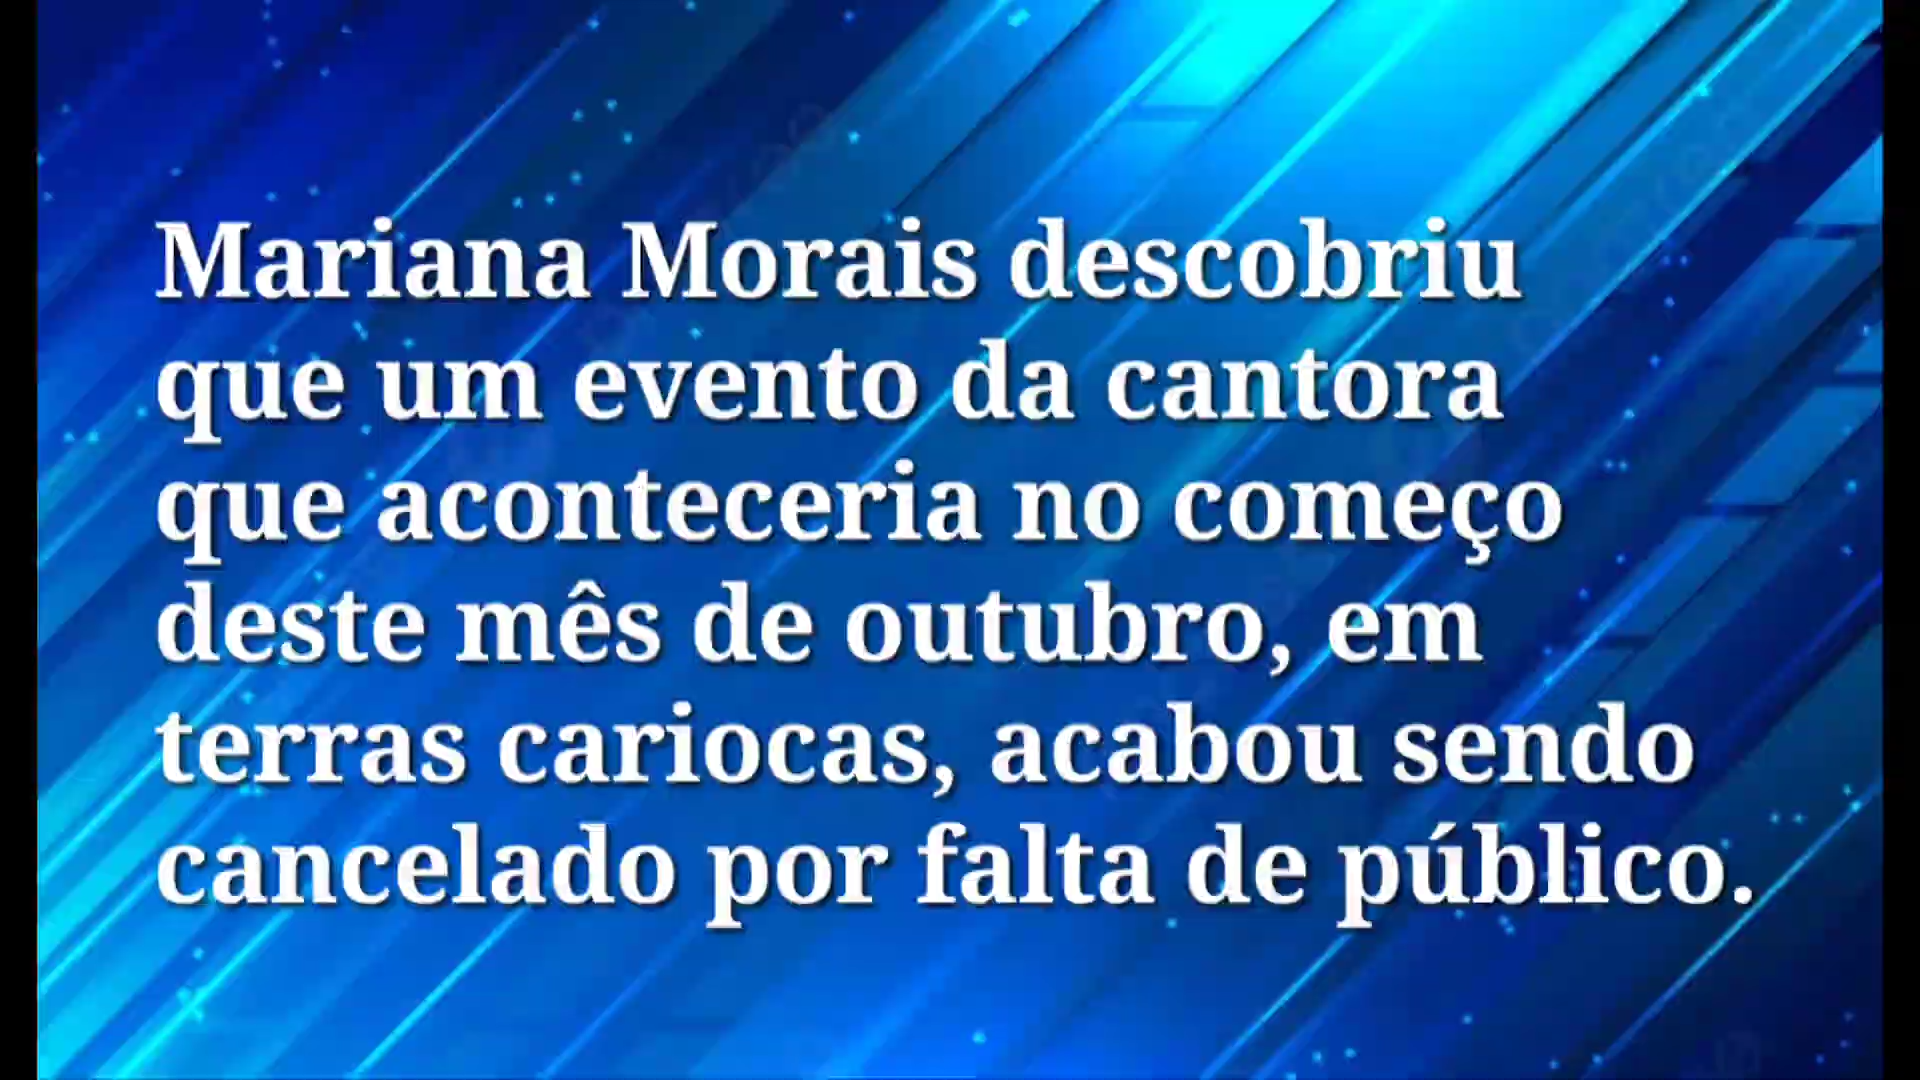 Mariana Morais descobriu
que um evento da cantora
que aconteceria no começo
deste mês de outubro, em
terras cariocas, acabou sendo
cancelado por falta de público.